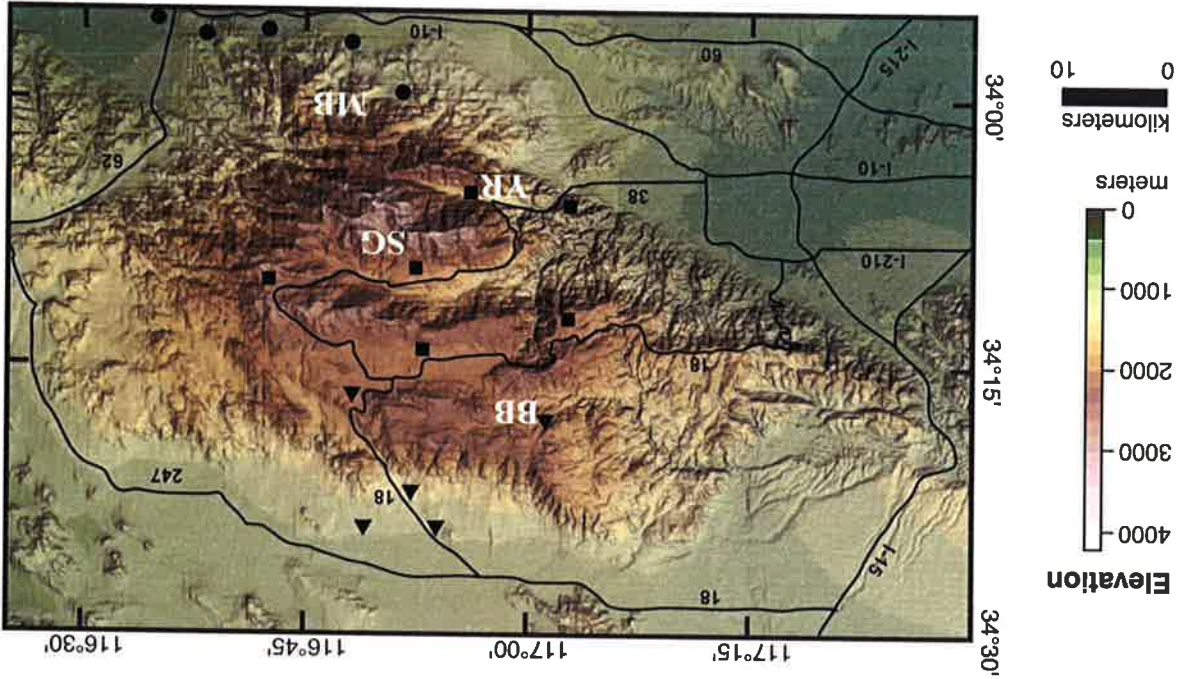 Elevation
4000
3000
2000
1000
0
meters
kilometers
0 10
34°30'
34°15'
34°00'
117°15'
117°00'
116°45'
116°30'
18
I-15
18
247
BB
18
I-210
SG
38
YR
I-10
62
MB
I-215
60
I-10